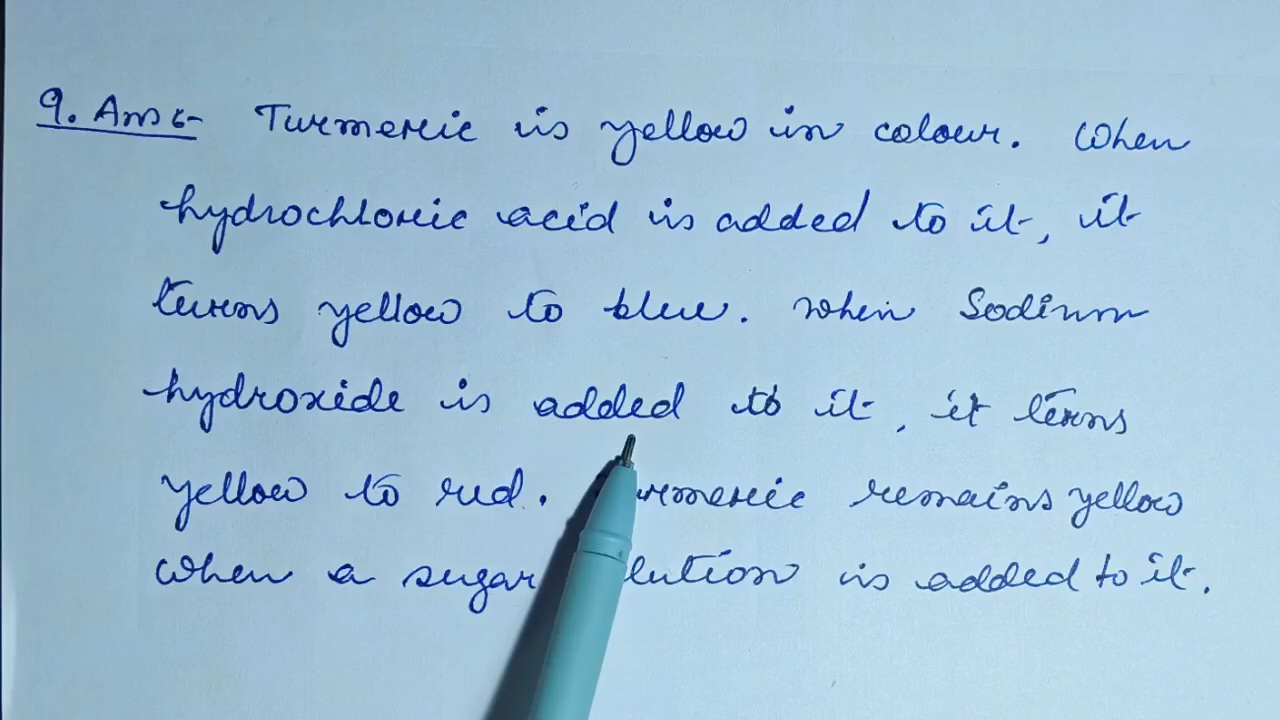 9. Ans :- Turmeric is yellow in colour. When
hydrochloric acid is added to it, it
turns yellow to blue. When Sodium
hydroxide is added to it, it turns
yellow to red. urmeric remains yellow
when a sugar lution is added to it.